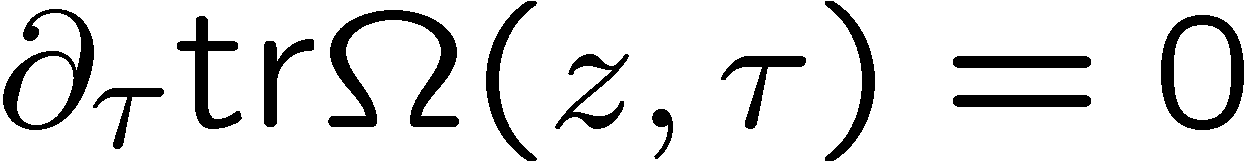 ∂_τ trΩ(z, τ) = 0